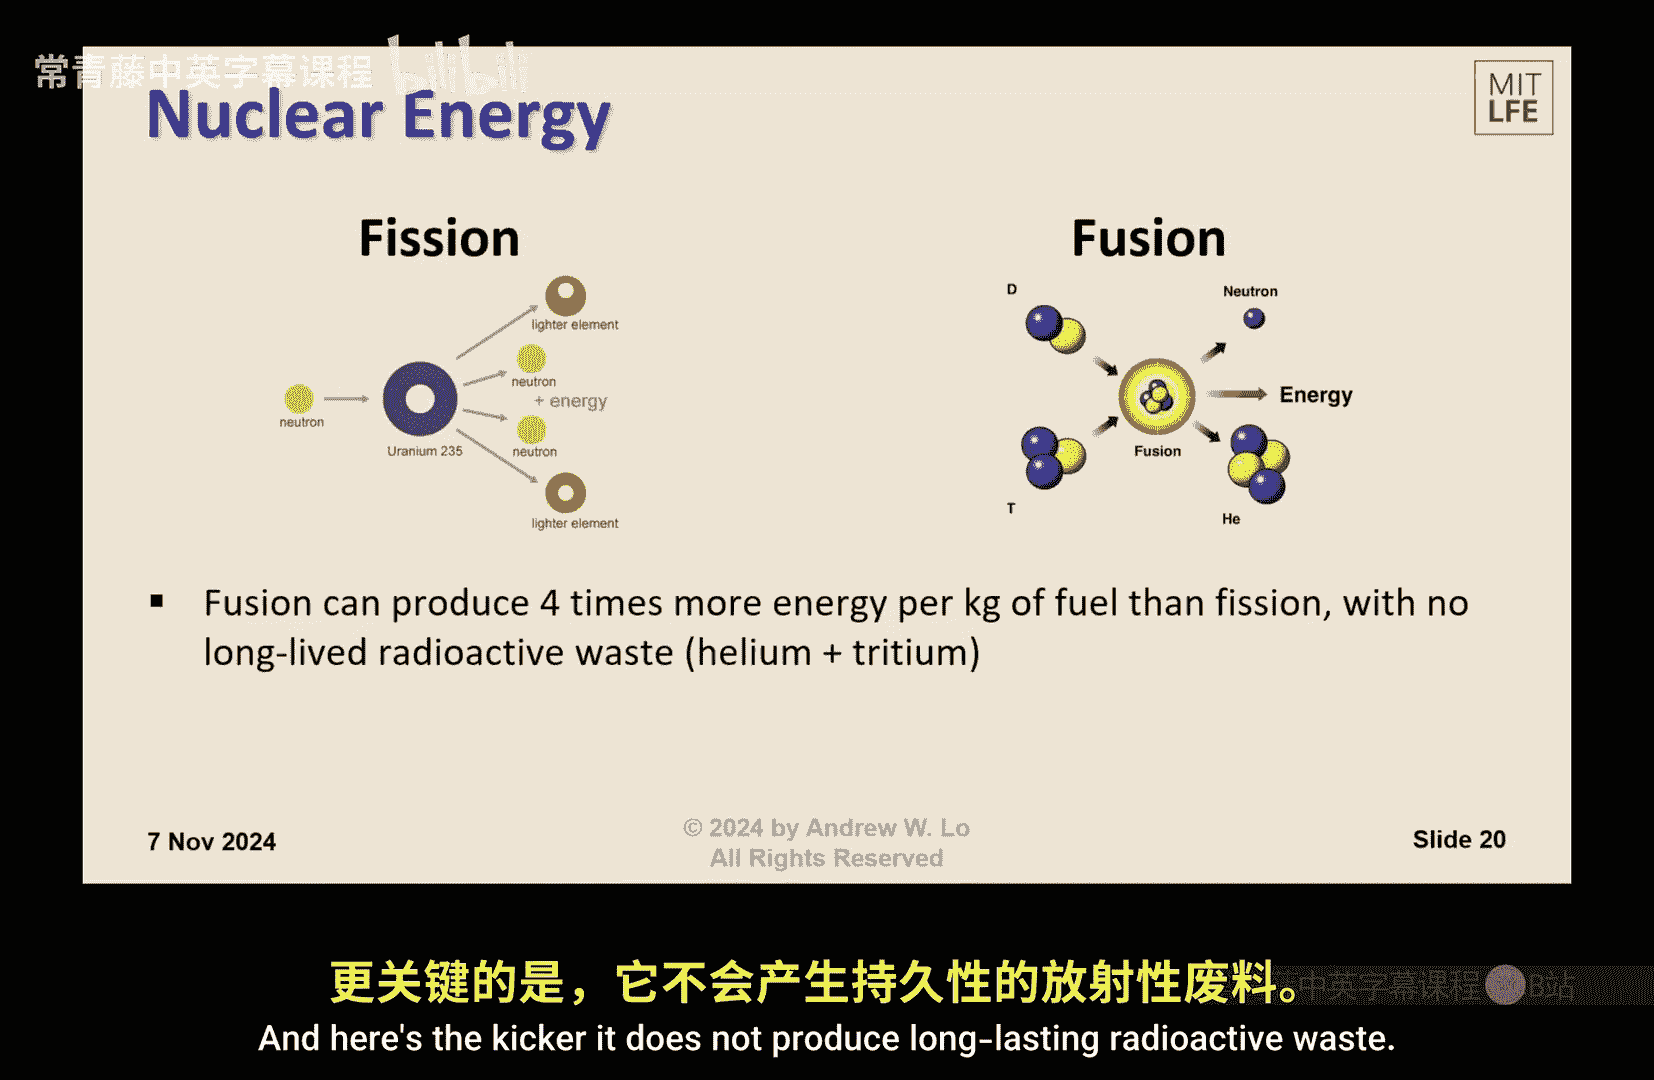 常青藤中英字幕课程 bilibili
MIT
LFE
Nuclear Energy
Fission
Fusion
lighter element
neutron
+ energy
neutron
Uranium 235
neutron
lighter element
D
Neutron
Energy
Fusion
T
He
▪ Fusion can produce 4 times more energy per kg of fuel than fission, with no
long-lived radioactive waste (helium + tritium)
7 Nov 2024
© 2024 by Andrew W. Lo
All Rights Reserved
Slide 20
更关键的是，它不会产生持久性的放射性废料。
中英字幕课程 B站
And here's the kicker it does not produce long-lasting radioactive waste.